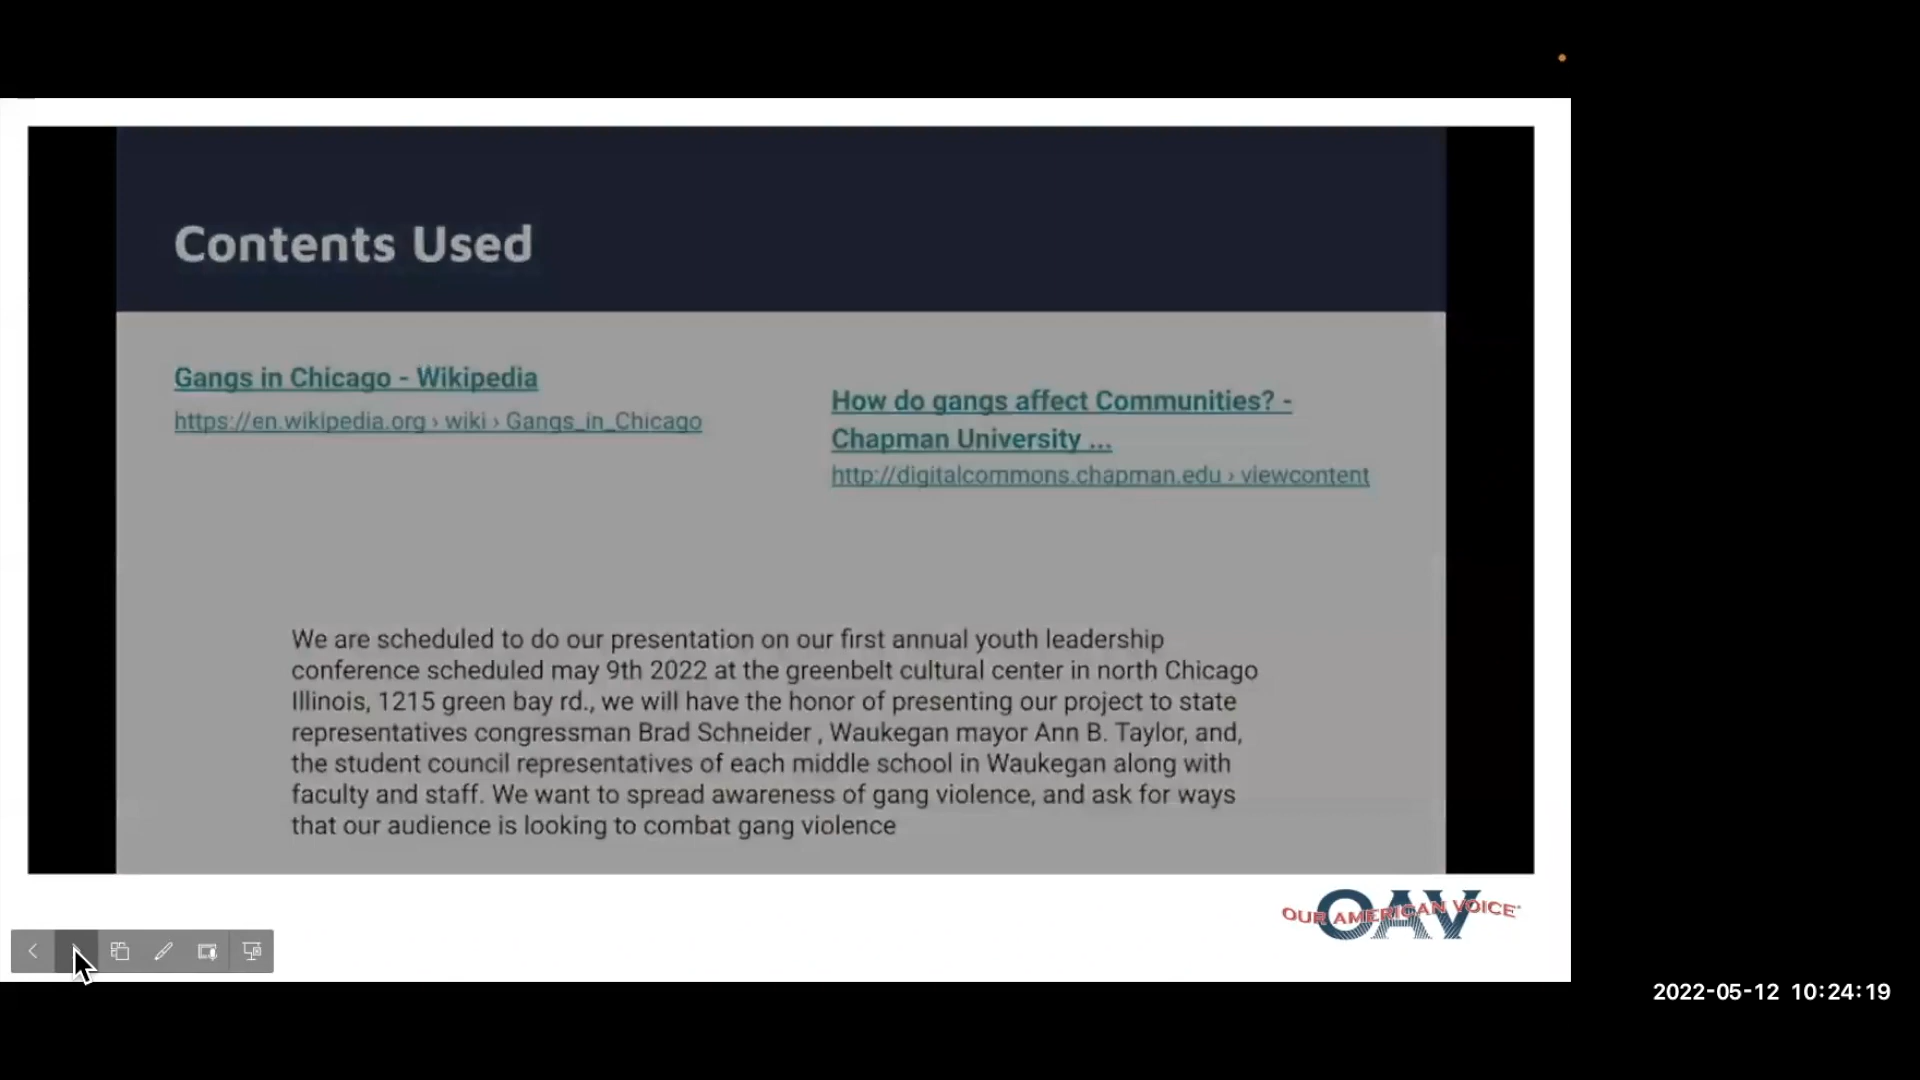 Contents Used
Gangs in Chicago - Wikipedia
https://en.wikipedia.org › wiki › Gangs_in_Chicago
How do gangs affect Communities? -
Chapman University ...
http://digitalcommons.chapman.edu › viewcontent
We are scheduled to do our presentation on our first annual youth leadership
conference scheduled may 9th 2022 at the greenbelt cultural center in north Chicago
Illinois, 1215 green bay rd., we will have the honor of presenting our project to state
representatives congressman Brad Schneider , Waukegan mayor Ann B. Taylor, and,
the student council representatives of each middle school in Waukegan along with
faculty and staff. We want to spread awareness of gang violence, and ask for ways
that our audience is looking to combat gang violence
OAV
OUR AMERICAN VOICE
2022-05-12 10:24:19